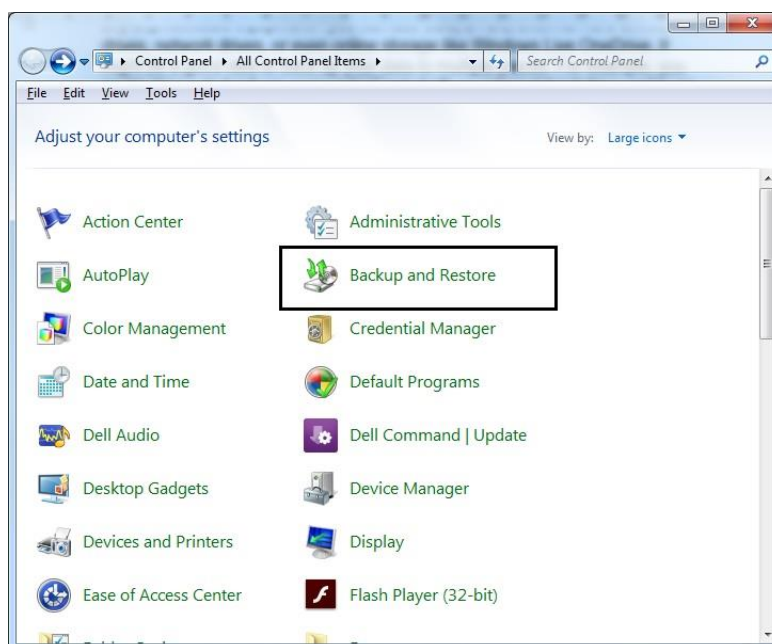 Control Panel All Control Panel Items Search Control Panel
File Edit View Tools Help
Adjust your computer's settings View by: Large icons
Action Center Administrative Tools
AutoPlay Backup and Restore
Color Management Credential Manager
Date and Time Default Programs
Dell Audio Dell Command | Update
Desktop Gadgets Device Manager
Devices and Printers Display
Ease of Access Center Flash Player (32-bit)